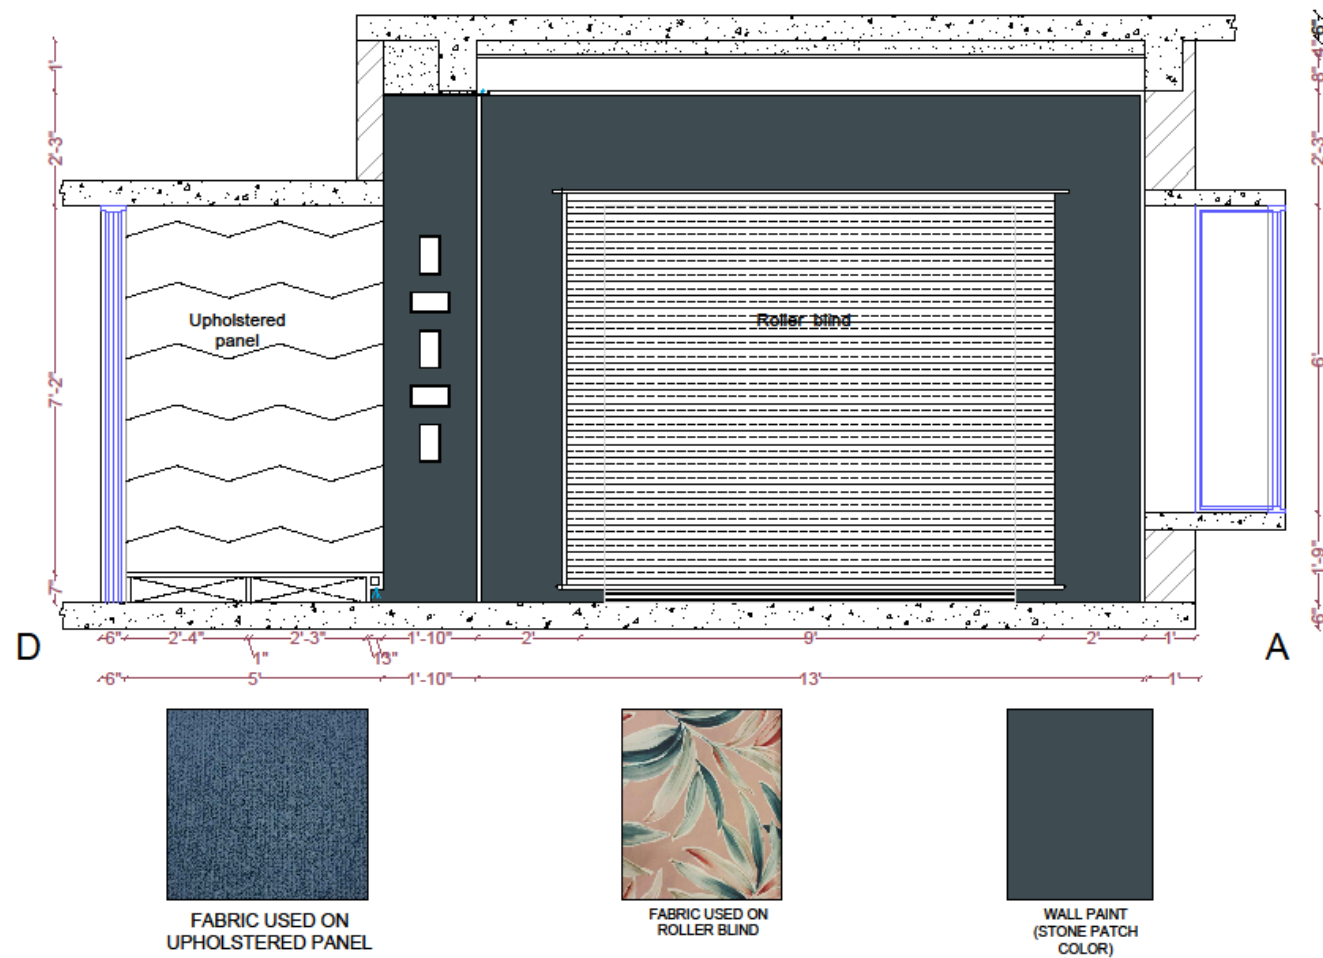 1'
2'-3"
7'-2"
7"
Upholstered
panel
Roller blind
2'-3"
6'
1'-9"
6"
D
A
6"
2'-4"
2'-3"
1'-10"
2'
9'
2'
1'
1"
13"
6"
5'
1'-10"
13'
1'
FABRIC USED ON
UPHOLSTERED PANEL
FABRIC USED ON
ROLLER BLIND
WALL PAINT
(STONE PATCH
COLOR)